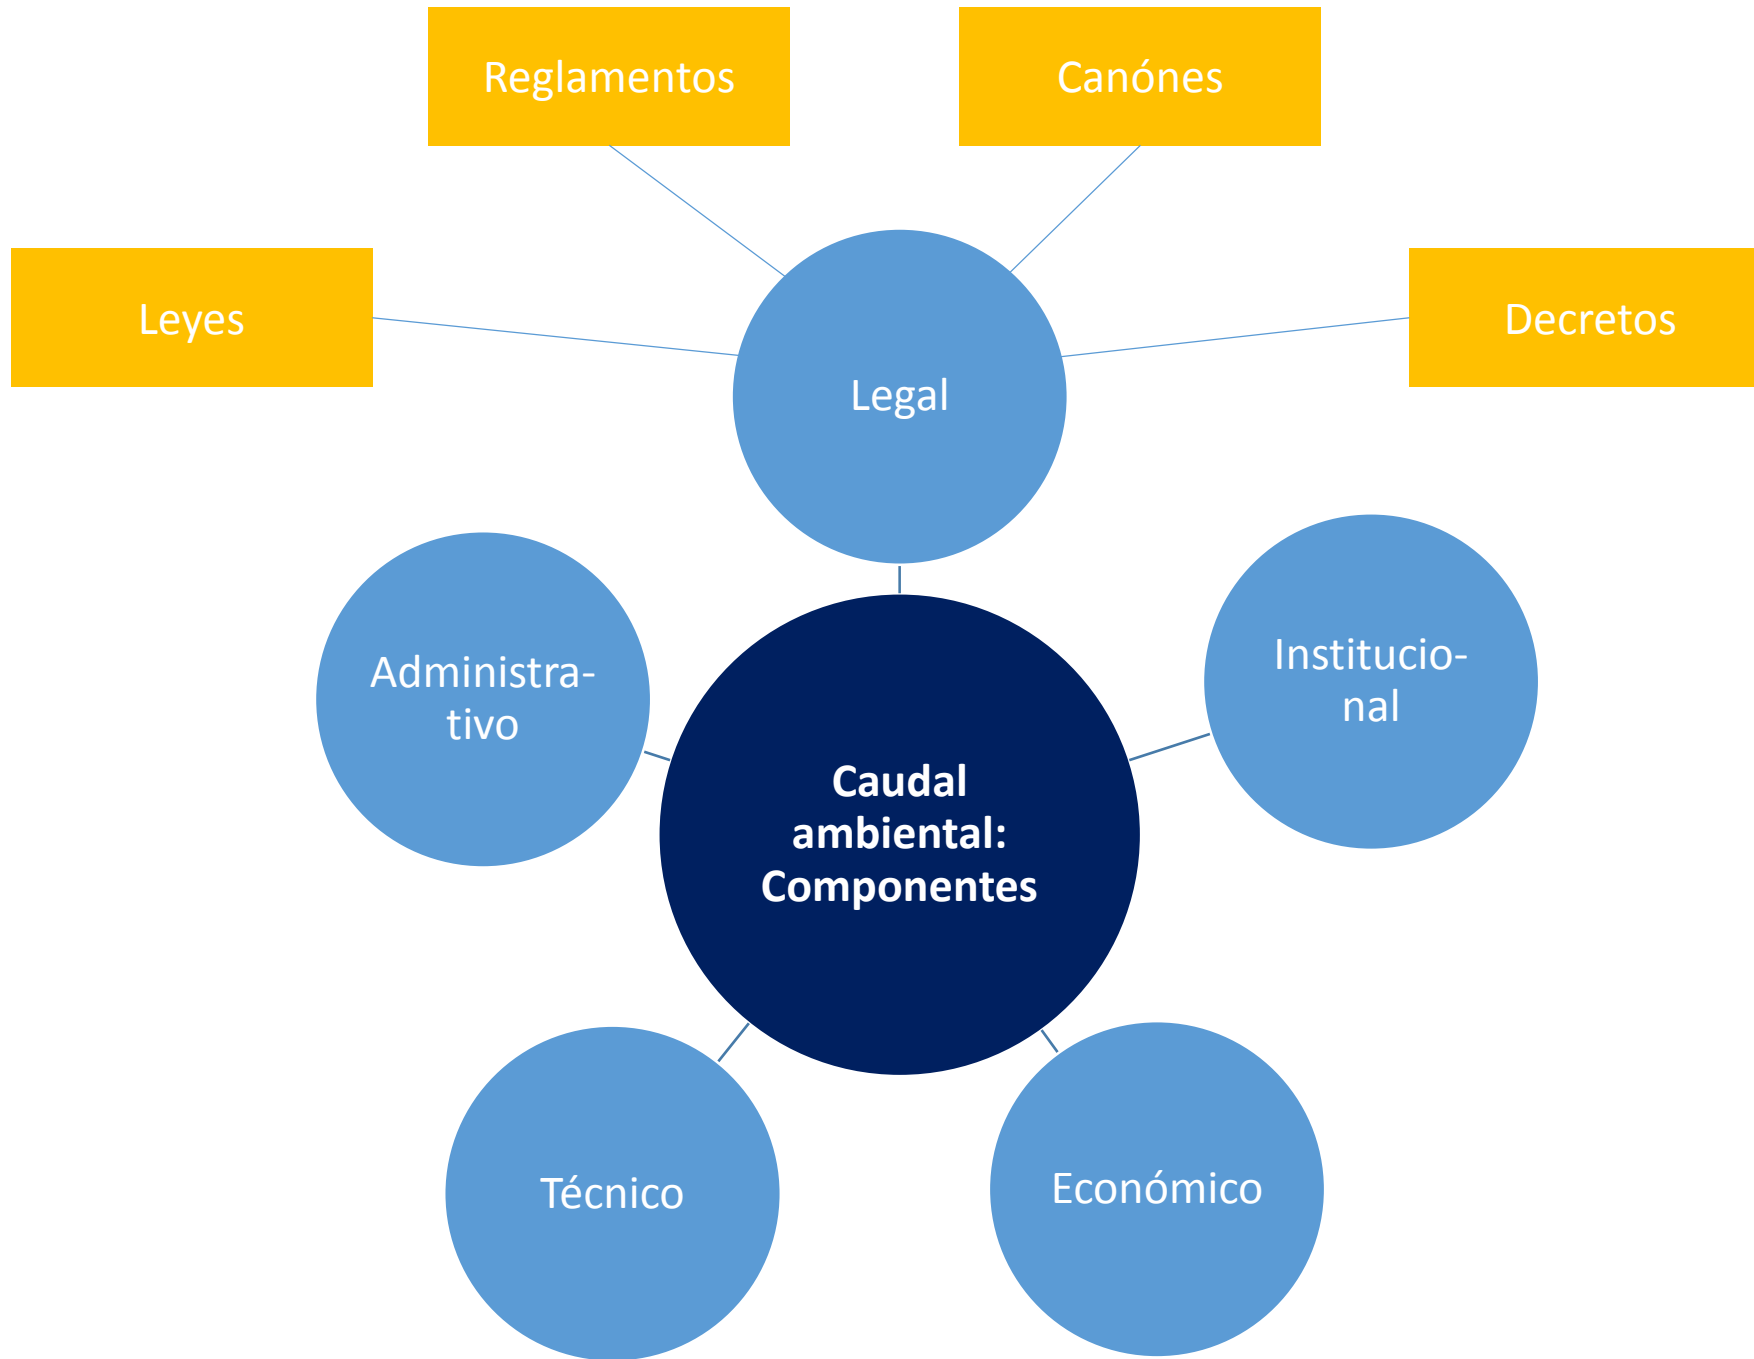 Reglamentos
Canónes
Leyes
Decretos
Legal
Administra-
tivo
Institucio-
nal
Caudal
ambiental:
Componentes
Técnico
Económico